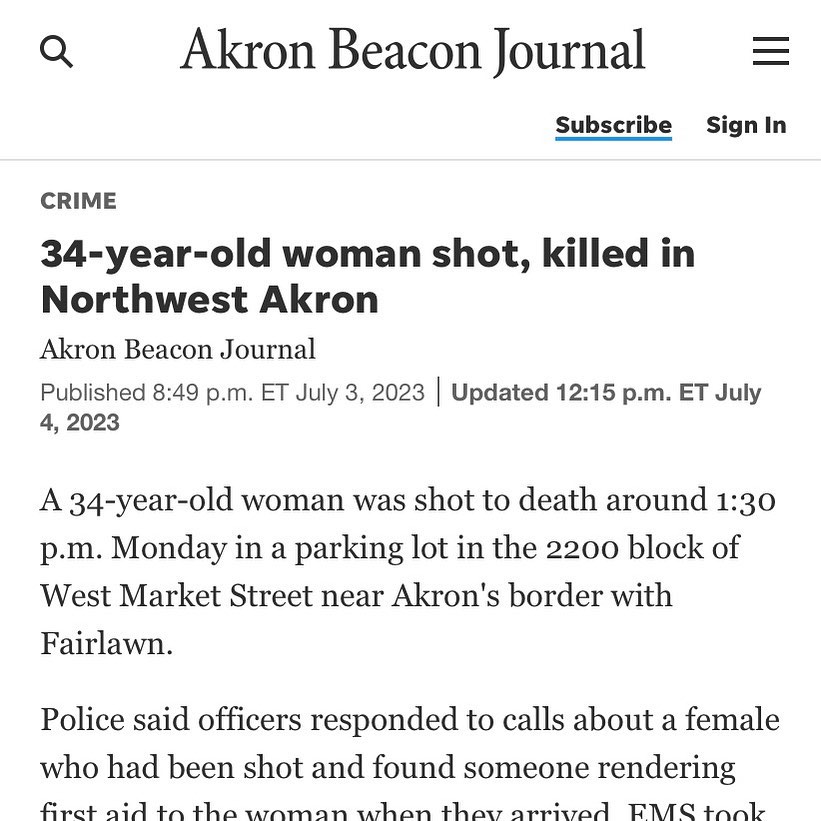 Akron Beacon Journal
Subscribe Sign In
CRIME
34-year-old woman shot, killed in
Northwest Akron
Akron Beacon Journal
Published 8:49 p.m. ET July 3, 2023 | Updated 12:15 p.m. ET July
4, 2023
A 34-year-old woman was shot to death around 1:30
p.m. Monday in a parking lot in the 2200 block of
West Market Street near Akron's border with
Fairlawn.
Police said officers responded to calls about a female
who had been shot and found someone rendering
first aid to the woman when they arrived. EMS took